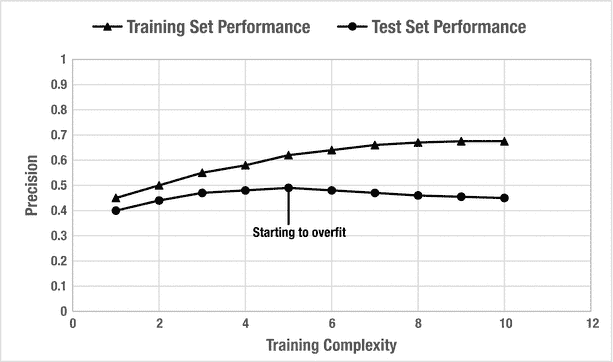 Training Set Performance Test Set Performance
1
0.9
0.8
0.7
0.6
0.5
0.4
0.3
0.2
0.1
0
Precision
Starting to overfit
0 2 4 6 8 10 12
Training Complexity